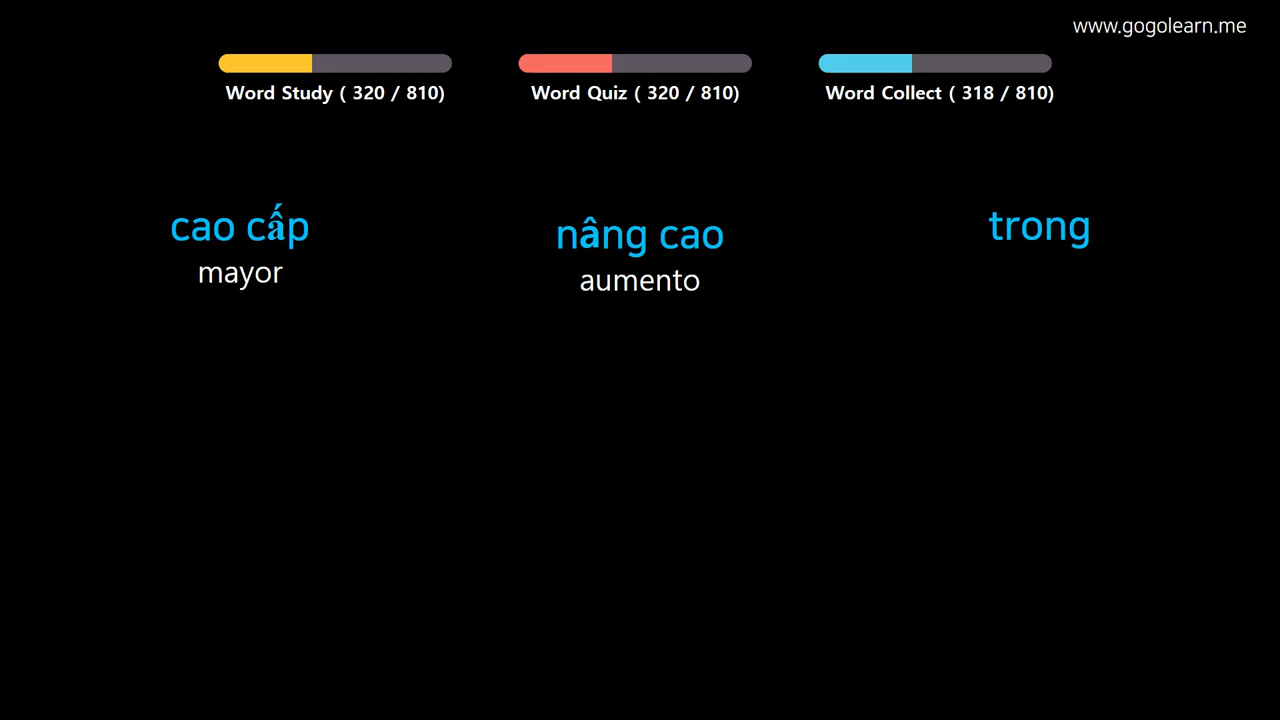 www.gogolearn.me
Word Study ( 320 / 810)
Word Quiz ( 320 / 810)
Word Collect ( 318 / 810)
cao cấp
mayor
nâng cao
aumento
trong